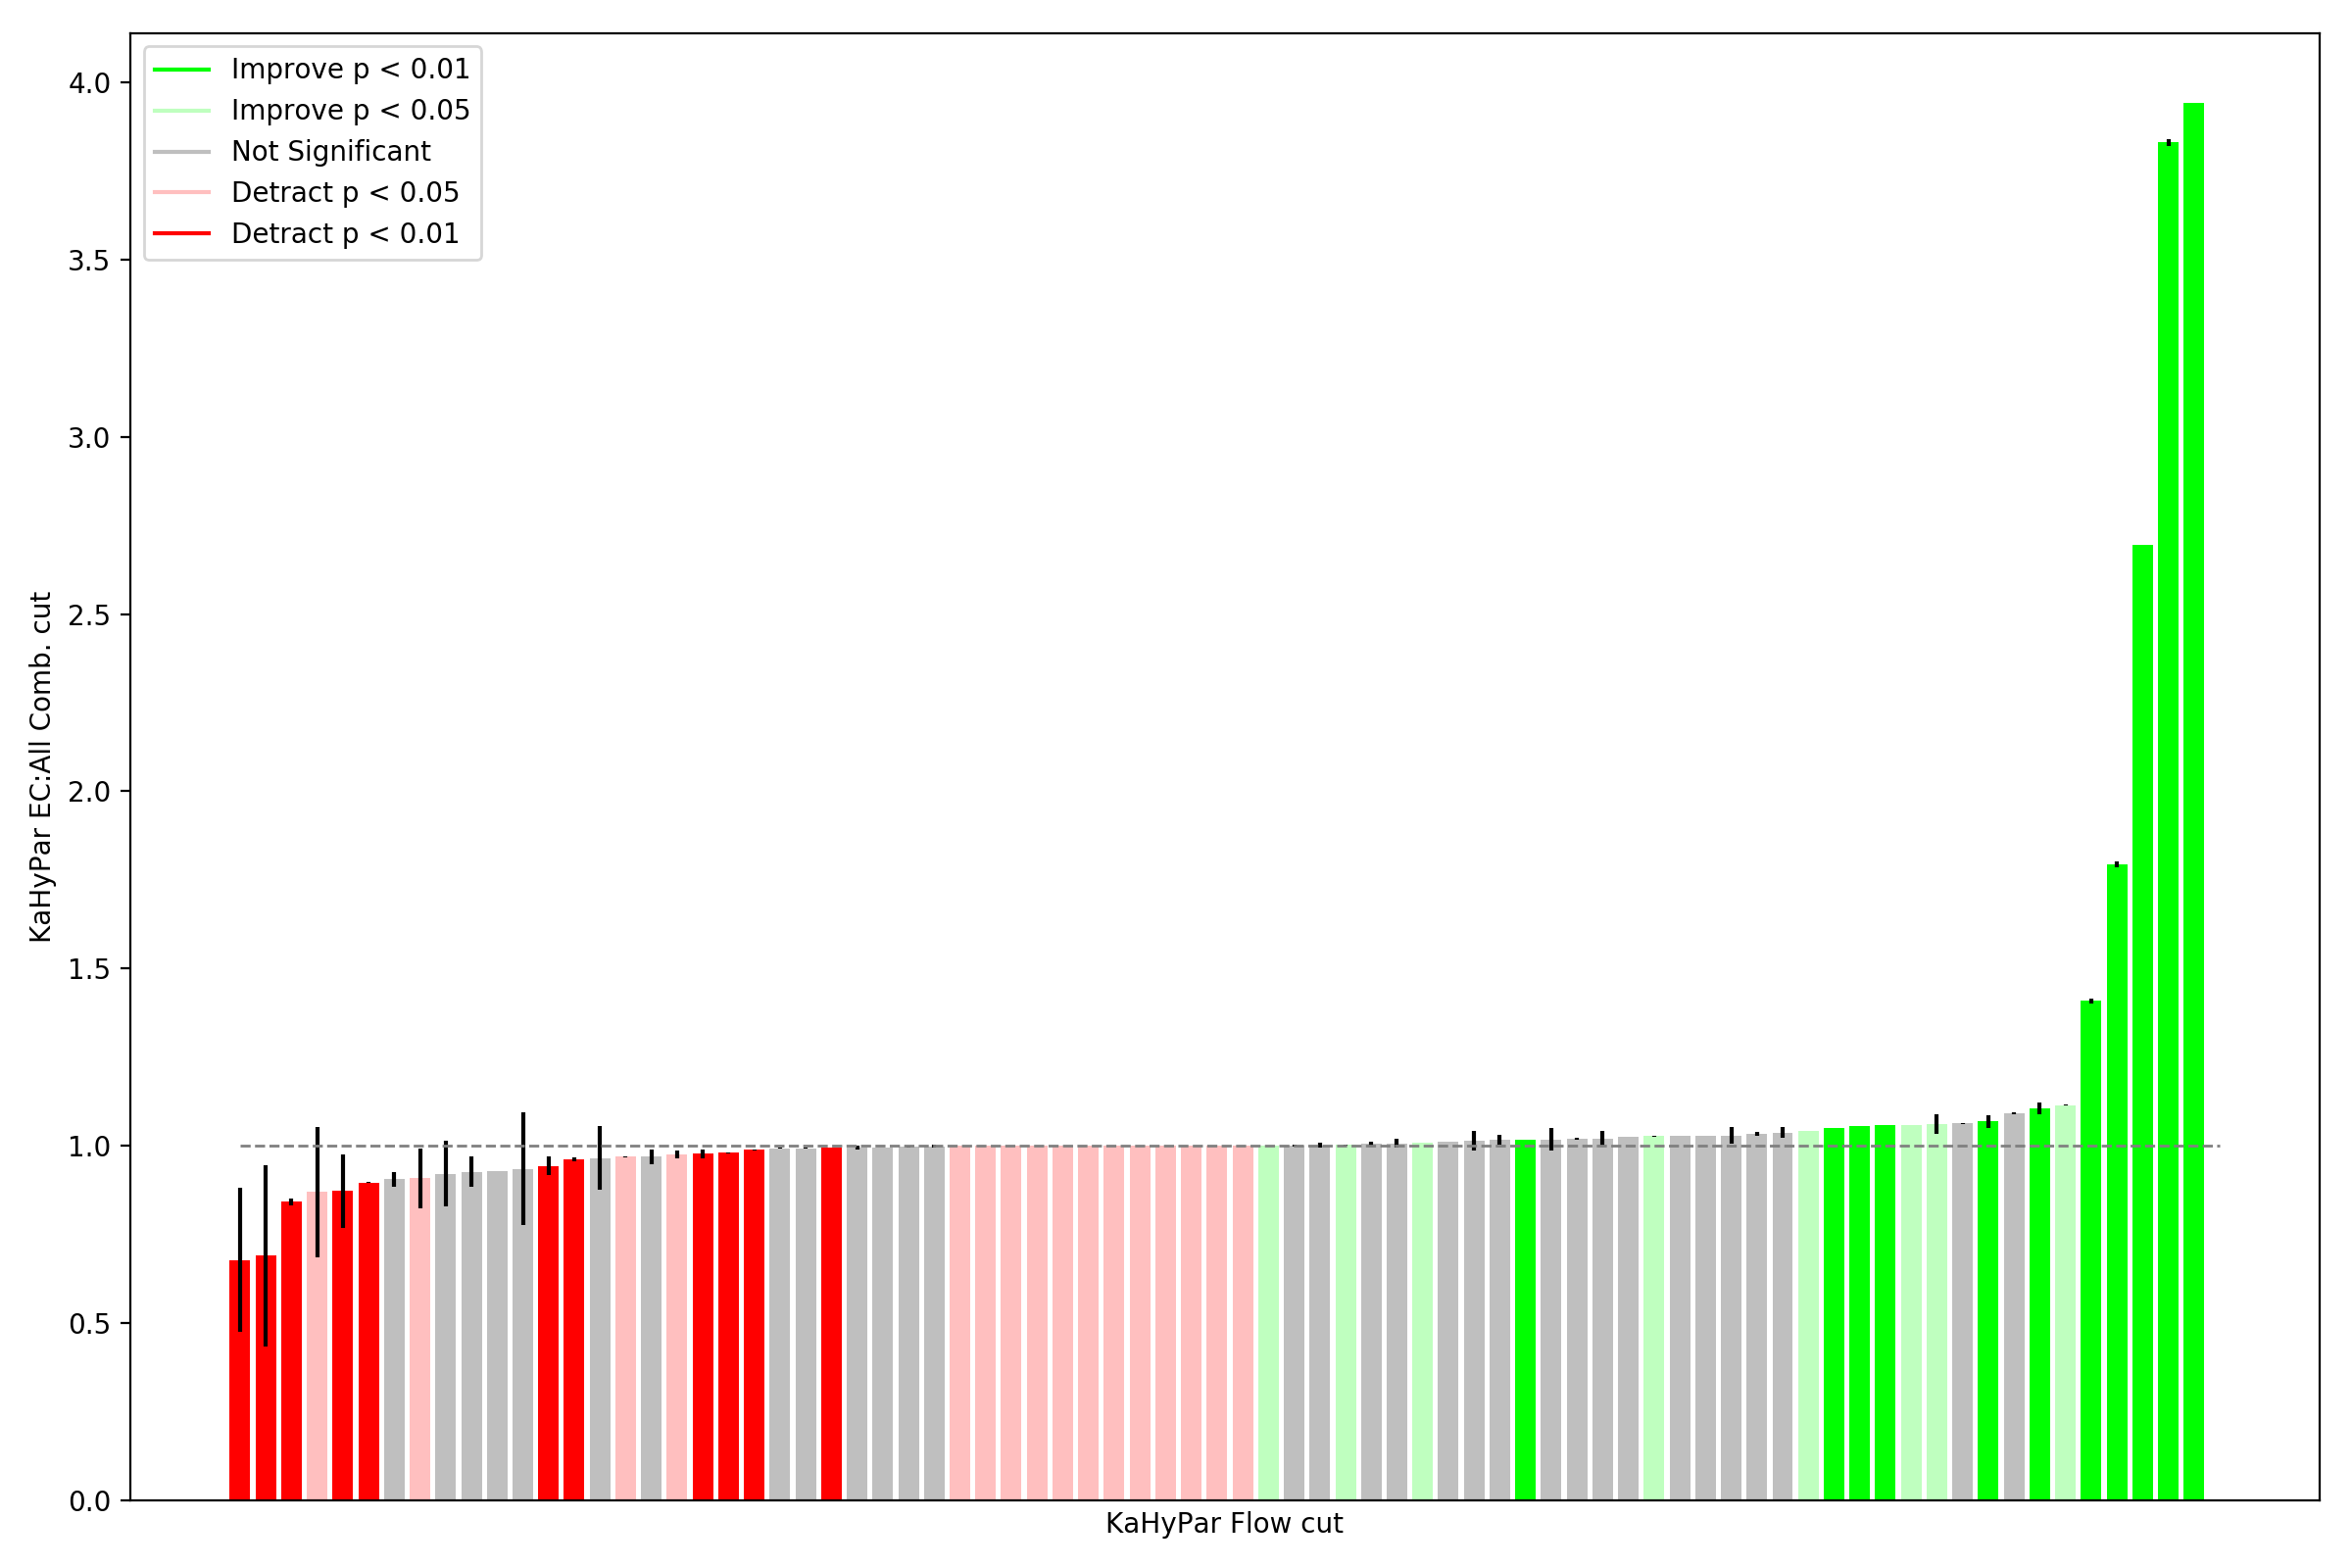 Improve p < 0.01
Improve p < 0.05
Not Significant
Detract p < 0.05
Detract p < 0.01
4.0
3.5
3.0
2.5
2.0
1.5
1.0
0.5
0.0
KaHyPar EC:All Comb. cut
KaHyPar Flow cut